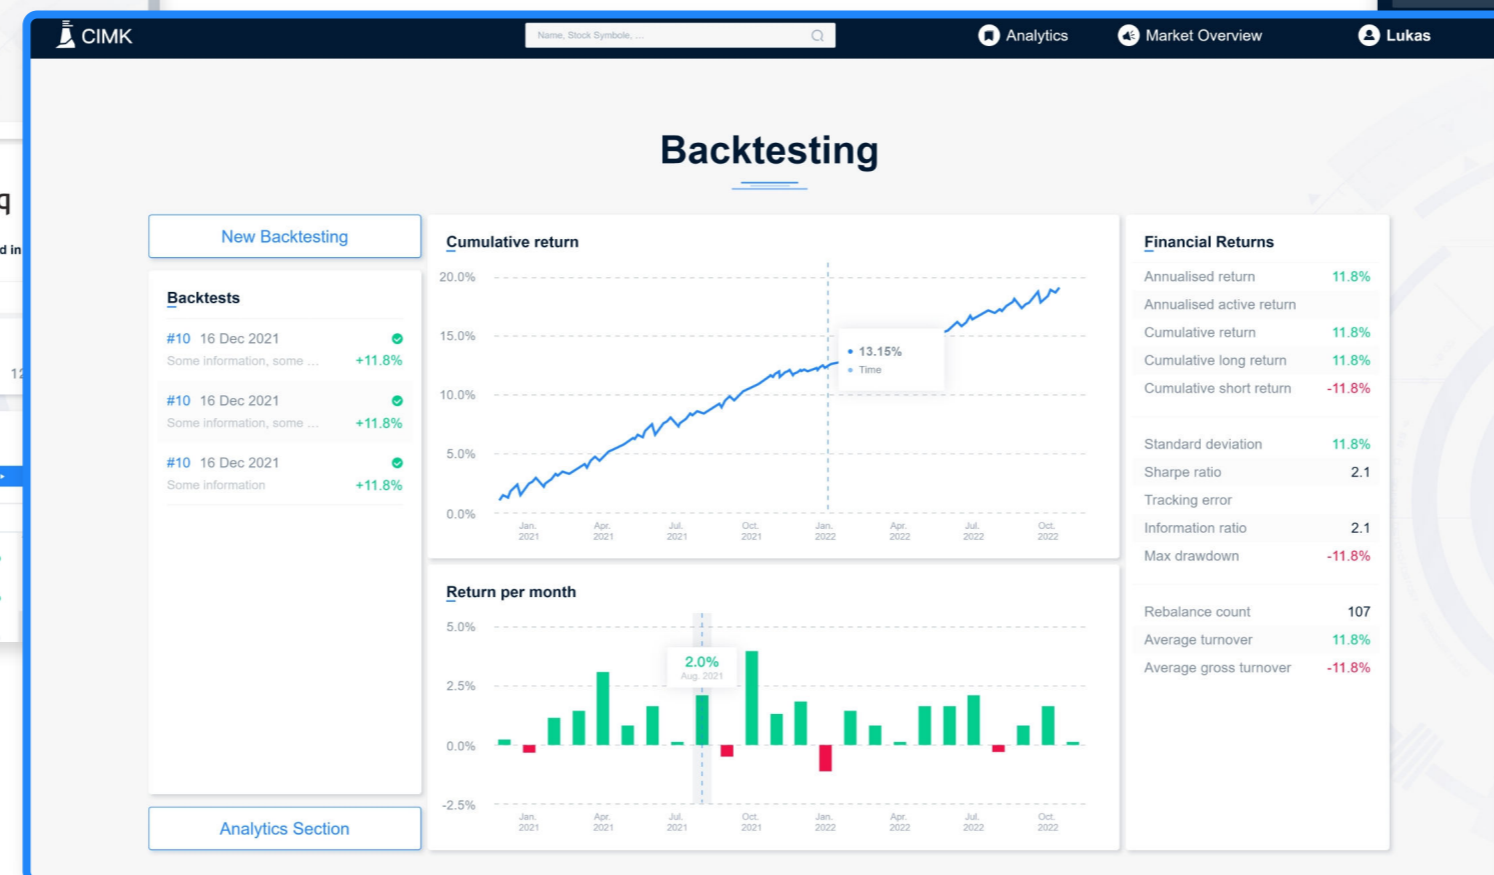 CIMK
Name, Stock Symbole, ...
Analytics
Market Overview
Lukas
q
d in
12
Backtesting
New Backtesting
Backtests
#10 16 Dec 2021
Some information, some ... +11.8%
#10 16 Dec 2021
Some information, some ... +11.8%
#10 16 Dec 2021
Some information +11.8%
Analytics Section
Cumulative return
20.0%
15.0%
10.0%
5.0%
0.0%
13.15%
Time
Jan. Apr. Jul. Oct. Jan. Apr. Jul. Oct.
2021 2021 2021 2021 2022 2022 2022 2022
Return per month
5.0%
2.5%
0.0%
-2.5%
2.0%
Aug. 2021
Jan. Apr. Jul. Oct. Jan. Apr. Jul. Oct.
2021 2021 2021 2021 2022 2022 2022 2022
Financial Returns
Annualised return 11.8%
Annualised active return
Cumulative return 11.8%
Cumulative long return 11.8%
Cumulative short return -11.8%
Standard deviation 11.8%
Sharpe ratio 2.1
Tracking error
Information ratio 2.1
Max drawdown -11.8%
Rebalance count 107
Average turnover 11.8%
Average gross turnover -11.8%